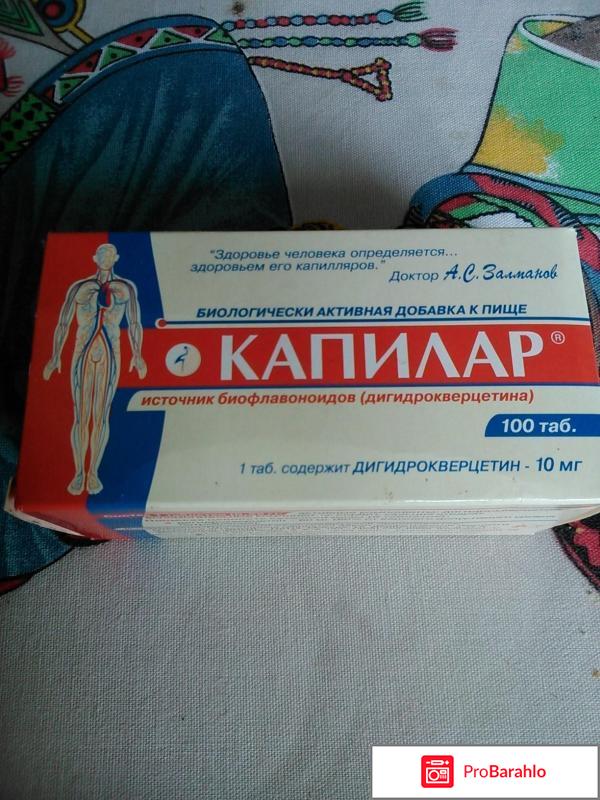 "Здоровье человека определяется...
здоровьем его капилляров."
Доктор А.С. Залманов
БИОЛОГИЧЕСКИ АКТИВНАЯ ДОБАВКА К ПИЩЕ
КАПИЛАР®
источник биофлавоноидов (дигидрокверцетина)
100 таб.
1 таб. содержит ДИГИДРОКВЕРЦЕТИН - 10 мг
ProBarahlo